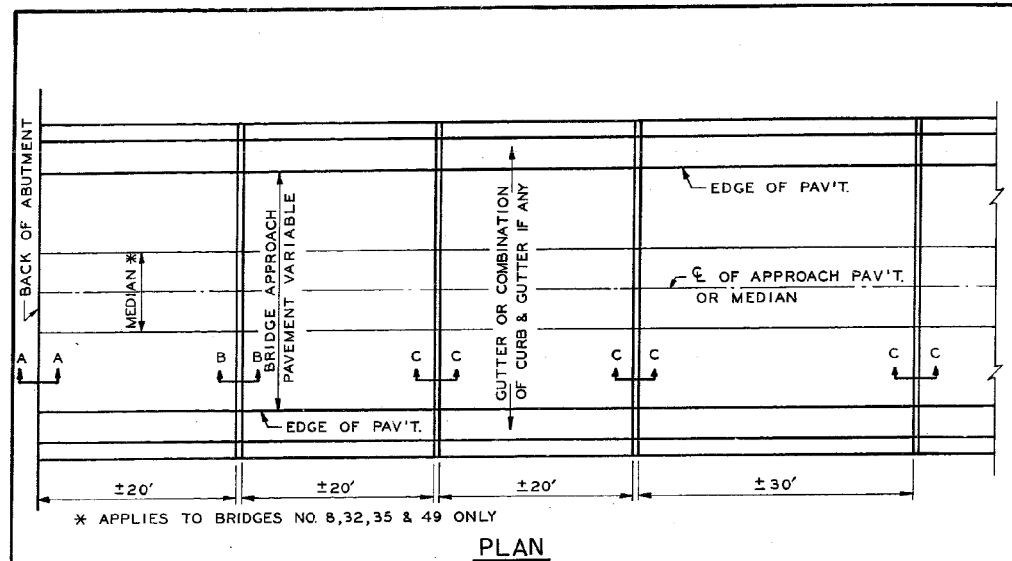 BACK OF ABUTMENT
MEDIAN *
BRIDGE APPROACH
PAVEMENT VARIABLE
GUTTER OR COMBINATION
OF CURB & GUTTER IF ANY
EDGE OF PAV'T.
℄ OF APPROACH PAV'T.
OR MEDIAN
A A
B B
C C
C C
C C
EDGE OF PAV'T.
±20'
±20'
±20'
±30'
* APPLIES TO BRIDGES NO. 8,32,35 & 49 ONLY
PLAN